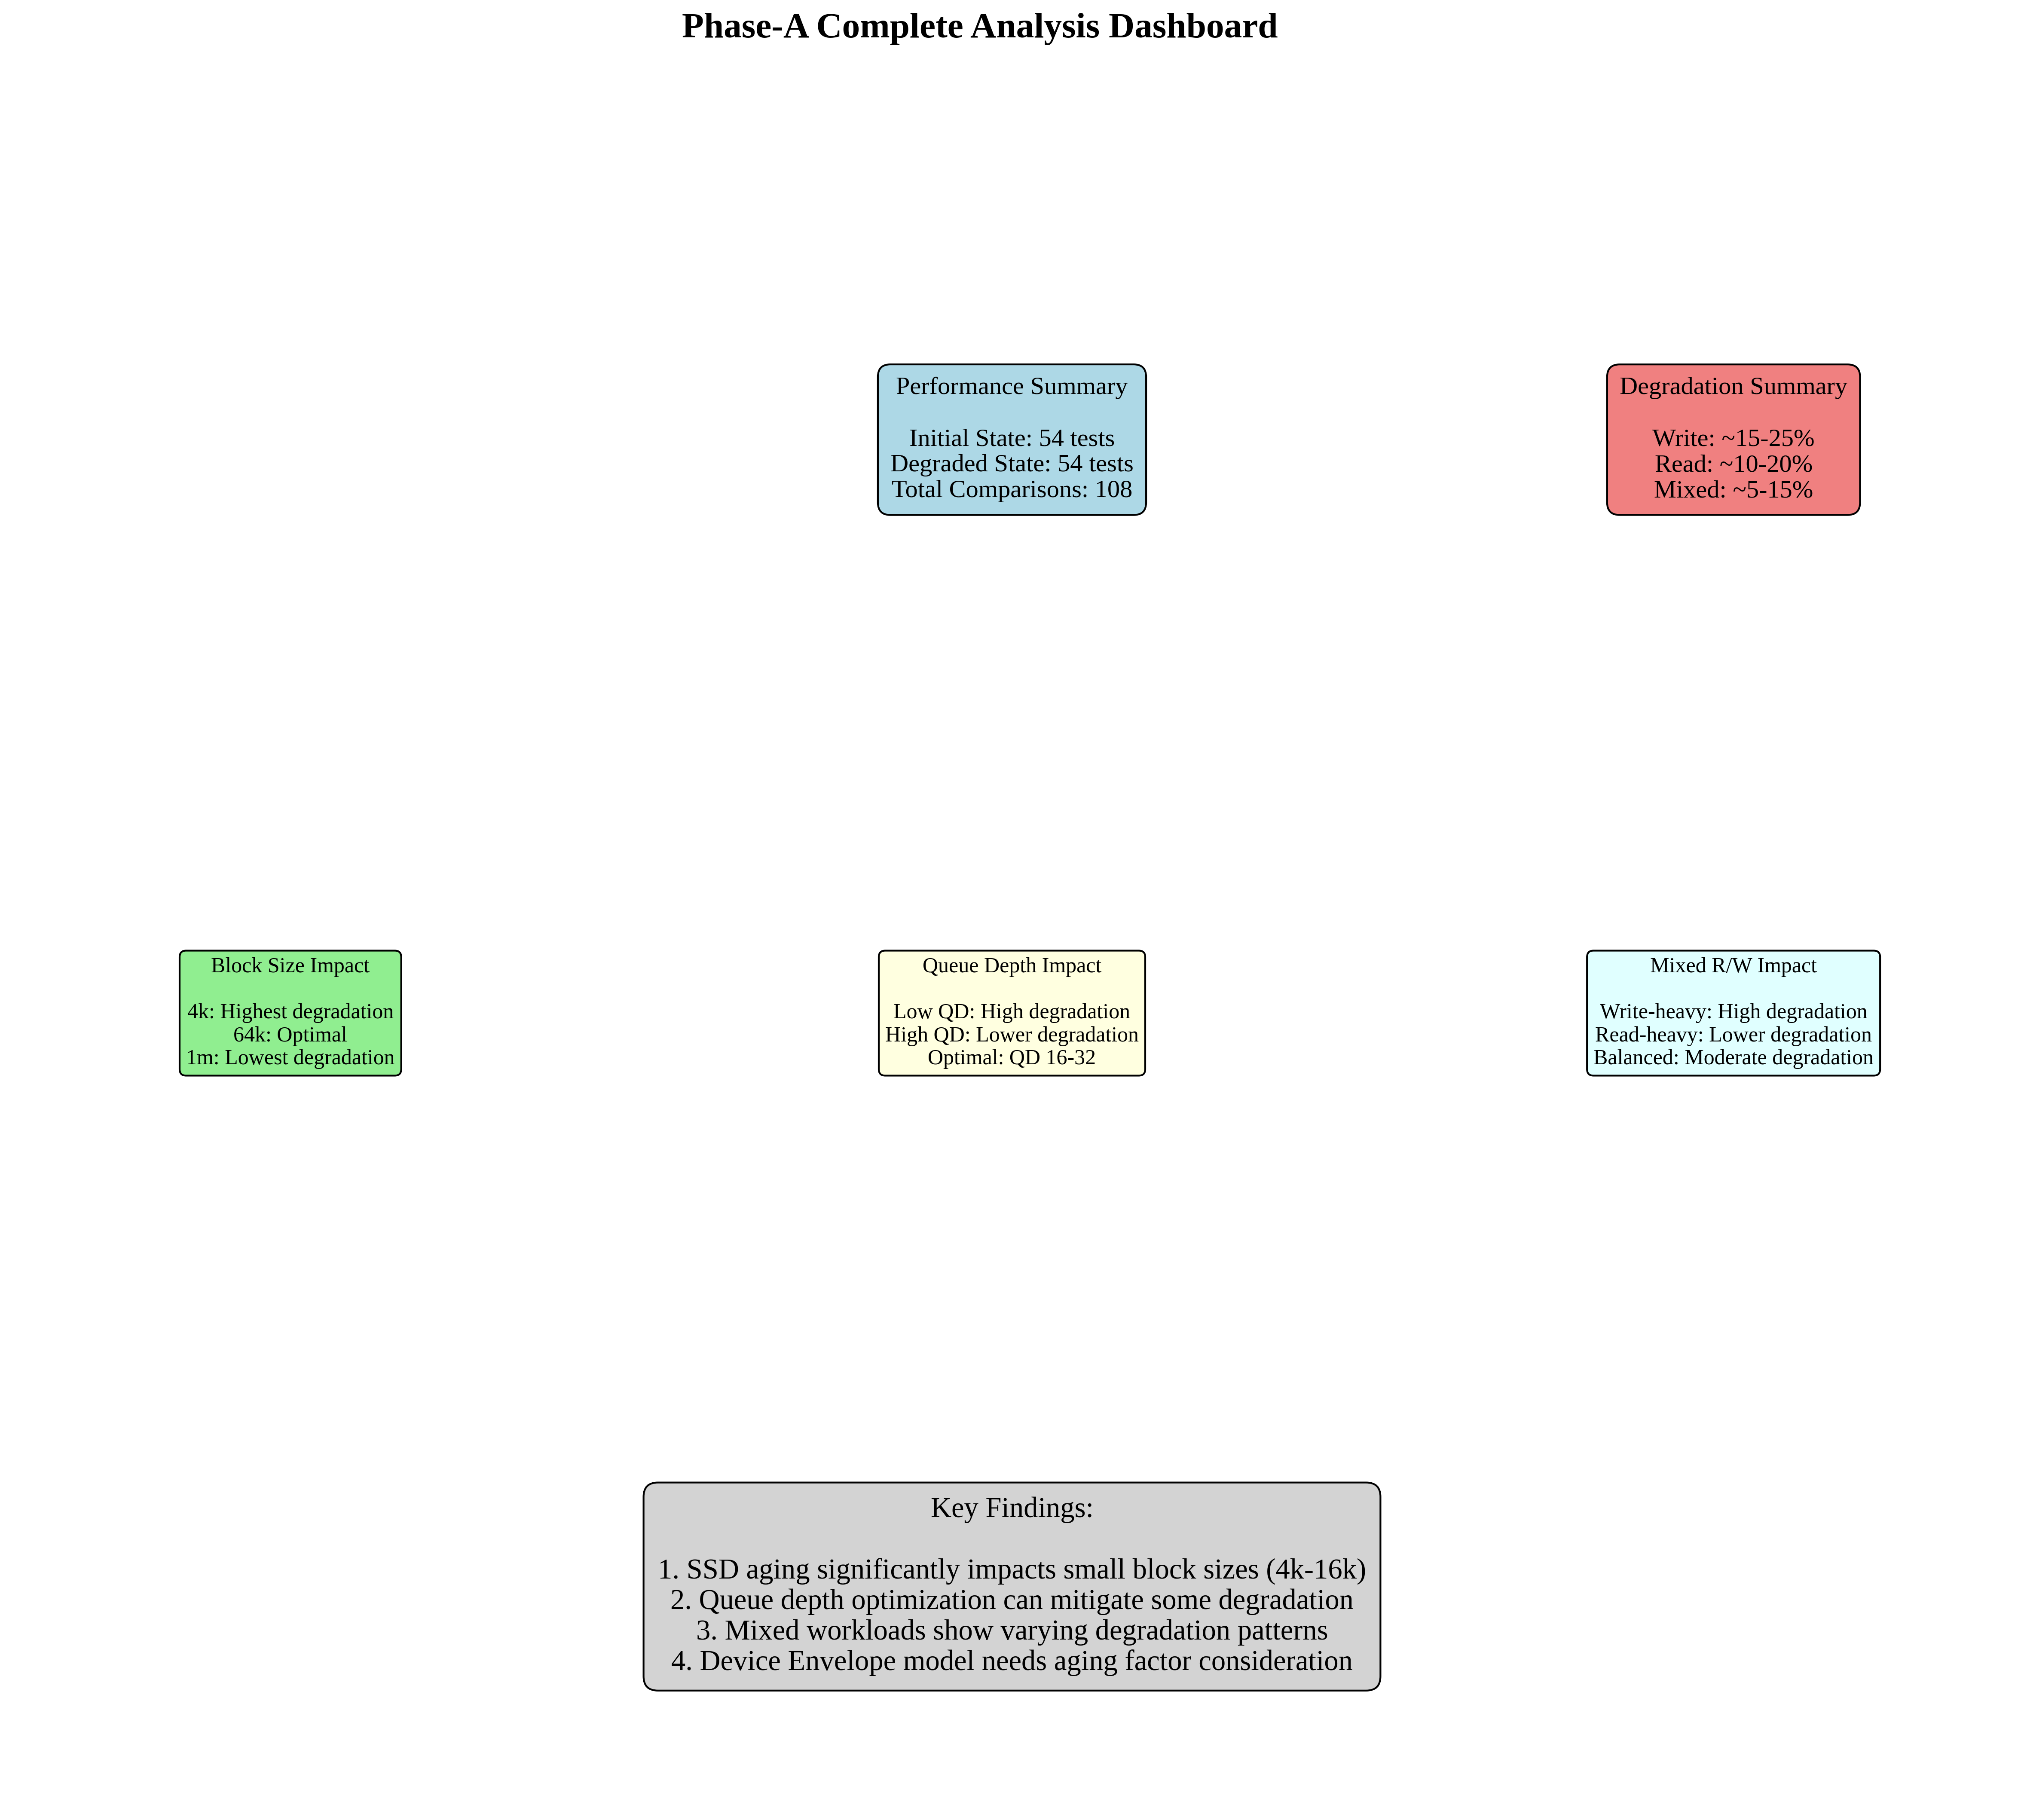 Phase-A Complete Analysis Dashboard
Performance Summary
Initial State: 54 tests
Degraded State: 54 tests
Total Comparisons: 108
Degradation Summary
Write: ~15-25%
Read: ~10-20%
Mixed: ~5-15%
Block Size Impact
4k: Highest degradation
64k: Optimal
1m: Lowest degradation
Queue Depth Impact
Low QD: High degradation
High QD: Lower degradation
Optimal: QD 16-32
Mixed R/W Impact
Write-heavy: High degradation
Read-heavy: Lower degradation
Balanced: Moderate degradation
Key Findings:
1. SSD aging significantly impacts small block sizes (4k-16k)
2. Queue depth optimization can mitigate some degradation
3. Mixed workloads show varying degradation patterns
4. Device Envelope model needs aging factor consideration